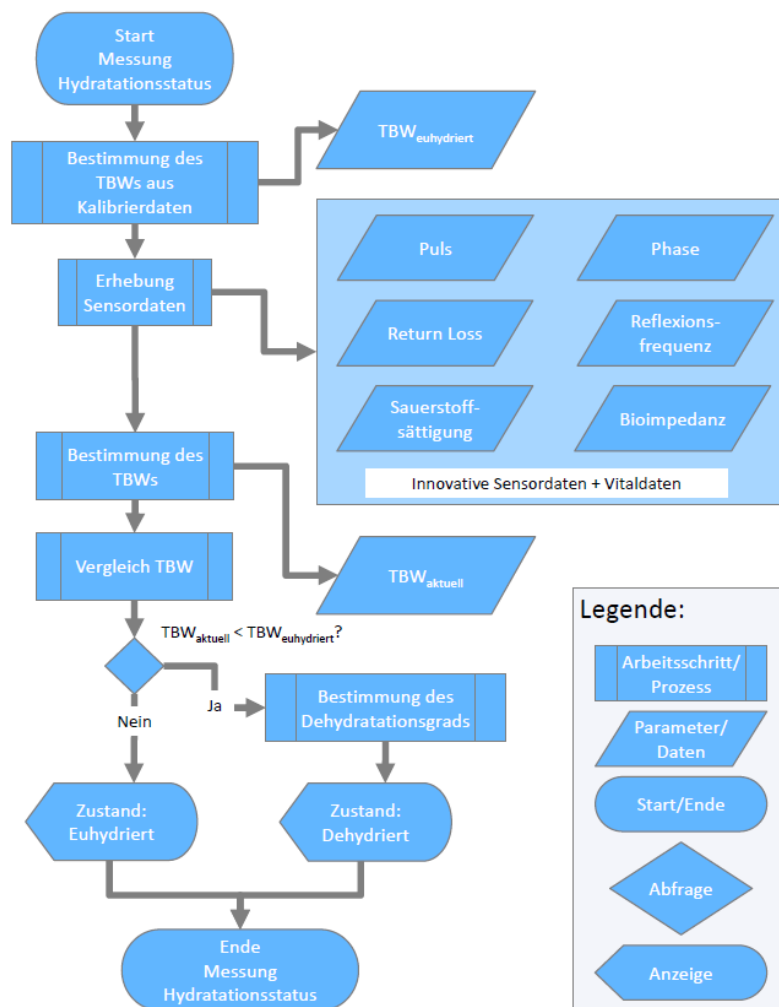 Start
Messung
Hydratationsstatus
TBWeuhydriert
Bestimmung des
TBWs aus
Kalibrierdaten
Puls
Phase
Erhebung
Sensordaten
Return Loss
Reflexions-
frequenz
Sauerstoff-
sättigung
Bioimpedanz
Innovative Sensordaten + Vitaldaten
Bestimmung des
TBWs
Vergleich TBW
TBWaktuell
TBWaktuell < TBWeuhydriert?
Ja
Nein
Bestimmung des
Dehydratationsgrads
Zustand:
Euhydriert
Zustand:
Dehydriert
Ende
Messung
Hydratationsstatus
Legende:
Arbeitsschritt/
Prozess
Parameter/
Daten
Start/Ende
Abfrage
Anzeige